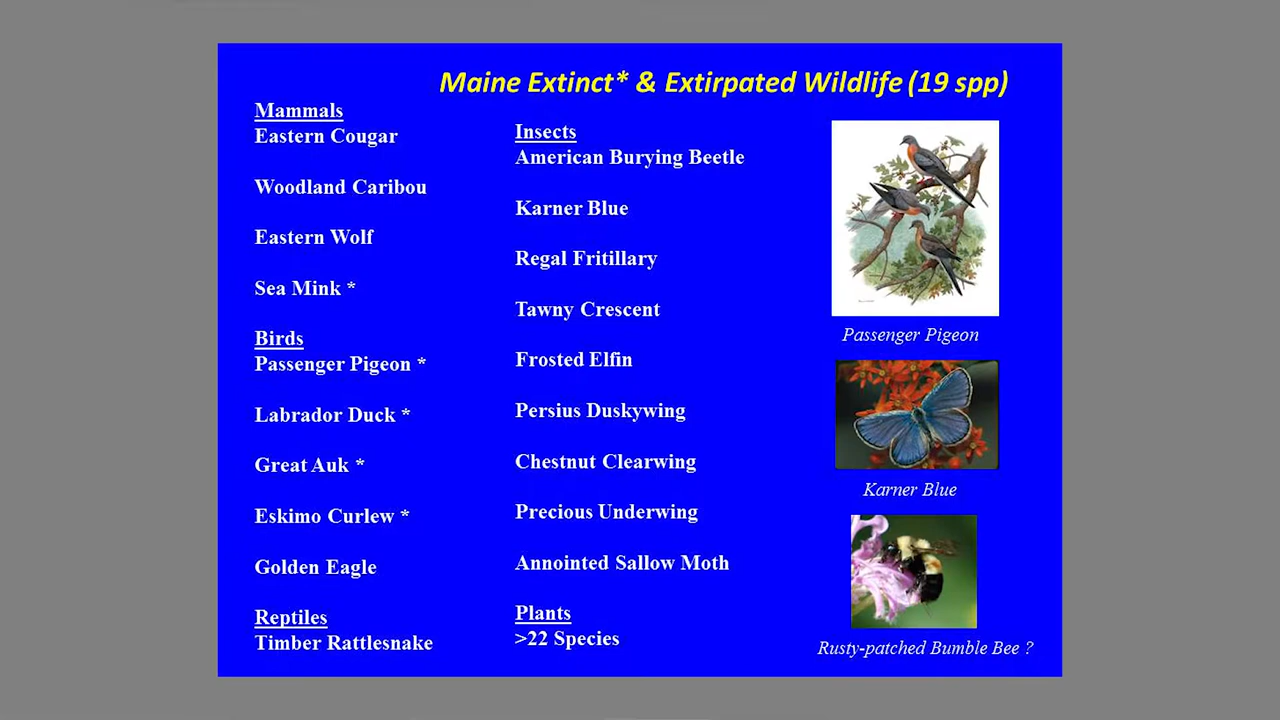 Maine Extinct* & Extirpated Wildlife (19 spp)
Mammals
Eastern Cougar
Woodland Caribou
Eastern Wolf
Sea Mink *
Birds
Passenger Pigeon *
Labrador Duck *
Great Auk *
Eskimo Curlew *
Golden Eagle
Reptiles
Timber Rattlesnake
Insects
American Burying Beetle
Karner Blue
Regal Fritillary
Tawny Crescent
Frosted Elfin
Persius Duskywing
Chestnut Clearwing
Precious Underwing
Annointed Sallow Moth
Plants
>22 Species
Passenger Pigeon
Karner Blue
Rusty-patched Bumble Bee ?